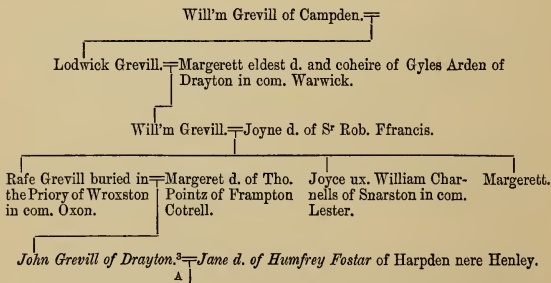 Will'm Grevill of Campden.
Lodwick Grevill. Margerett eldest d. and coheire of Gyles Arden of
Drayton in com. Warwick.
Will'm Grevill. Joyne d. of Sr Rob. Ffrancis.
Rafe Grevill buried in
the Priory of Wroxston
in com. Oxon.
Margeret d. of Tho.
Pointz of Frampton
Cotrell.
Joyce ux. William Char-
nells of Snarston in com.
Lester.
Margerett.
John Grevill of Drayton.3 Jane d. of Humfrey Fostar of Harpden nere Henley.
A